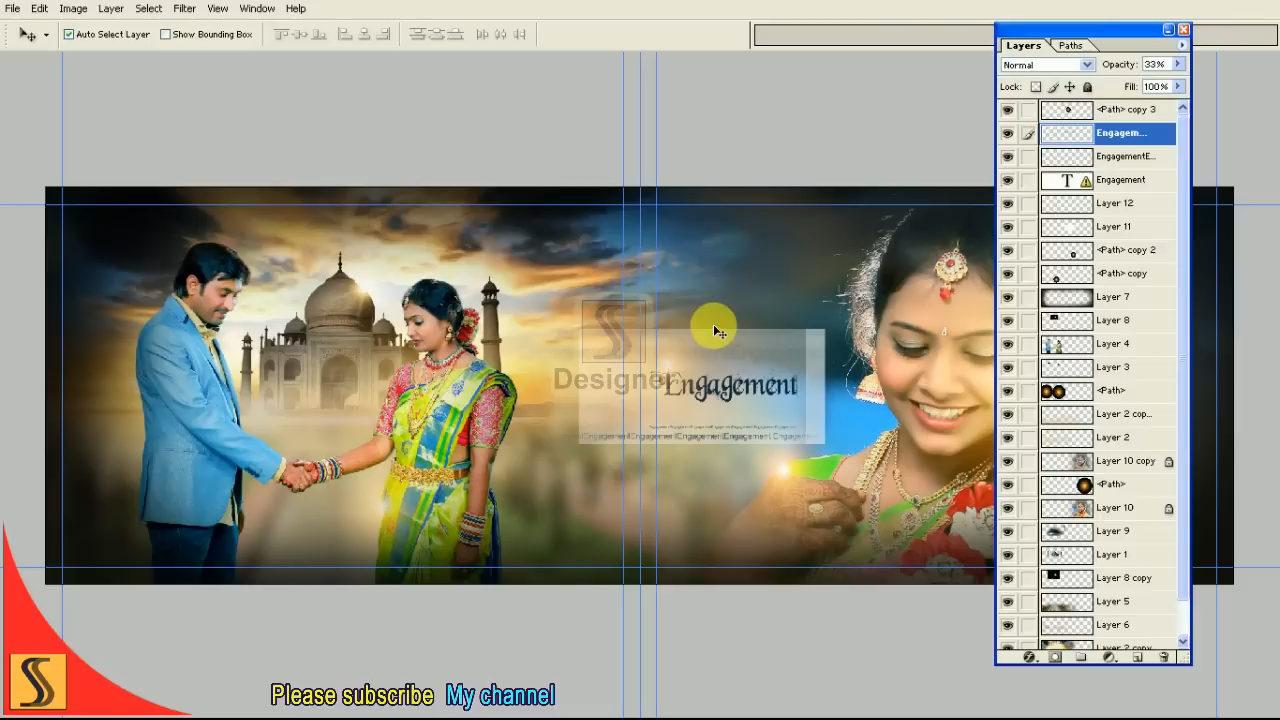 File Edit Image Layer Select Filter View Window Help
Auto Select Layer Show Bounding Box
Layers Paths
Normal Opacity: 33%
Lock: Fill: 100%
<Path> copy 3
Engagem...
EngagementE...
T Engagement
Layer 12
Layer 11
<Path> copy 2
<Path> copy
Layer 7
Layer 8
Layer 4
Layer 3
<Path>
Layer 2 cop...
Layer 2
Layer 10 copy
<Path>
Layer 10
Layer 9
Layer 1
Layer 8 copy
Layer 5
Layer 6
Layer 2 copy
S
Designer
Engagement
S
Please subscribe My channel